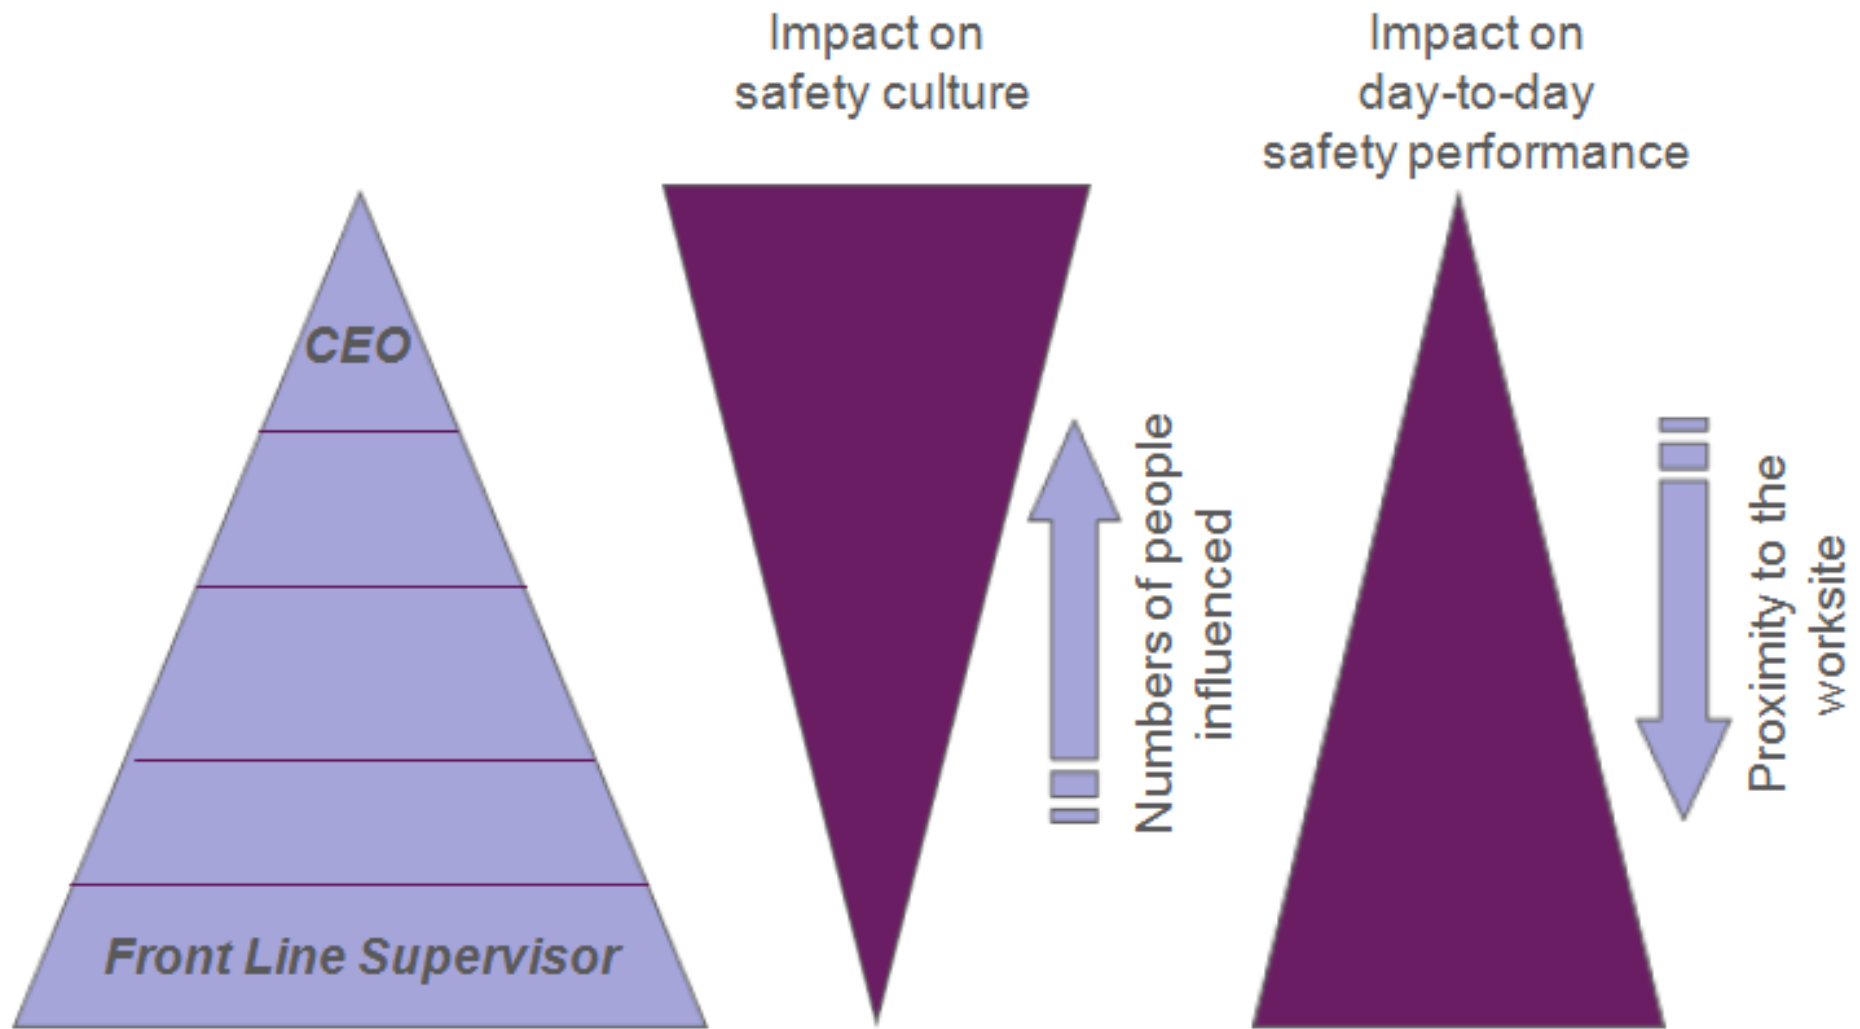 Impact on
safety culture
Impact on
day-to-day
safety performance
CEO
Front Line Supervisor
Numbers of people
influenced
Proximity to the
worksite